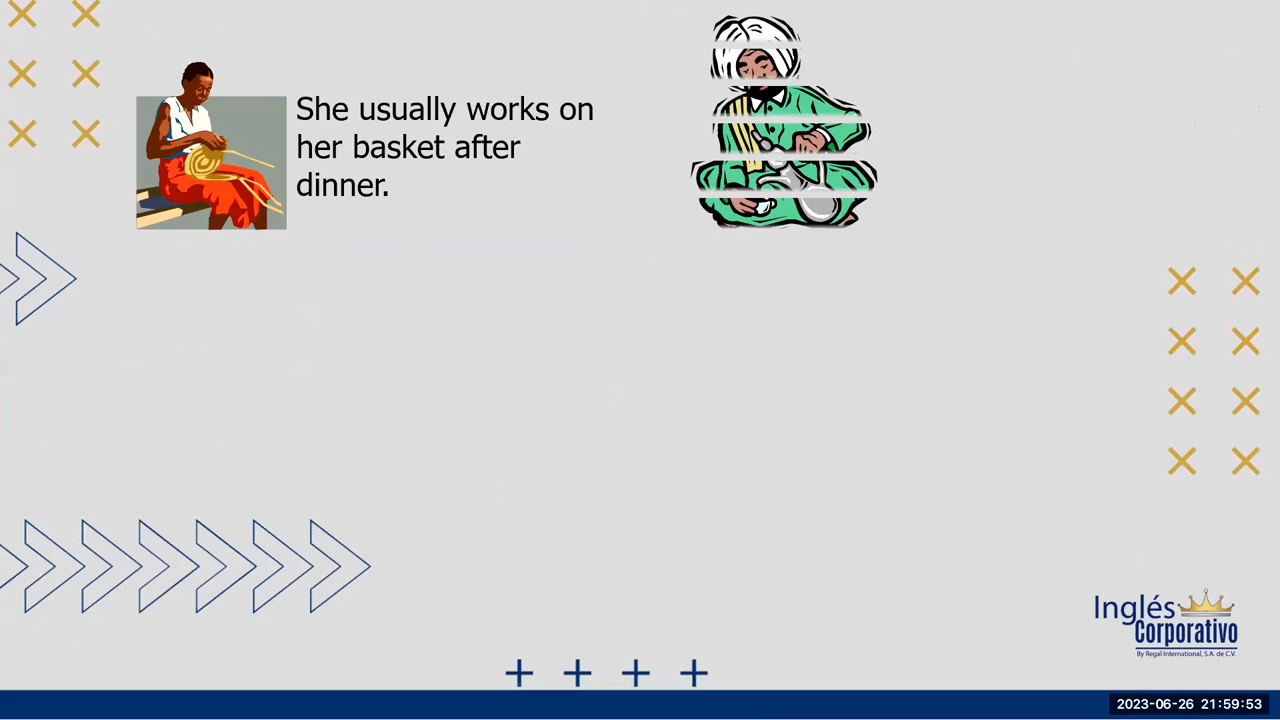 She usually works on
her basket after
dinner.
Inglés
Corporativo
By Regal International, S.A. de C.V.
2023-06-26 21:59:53